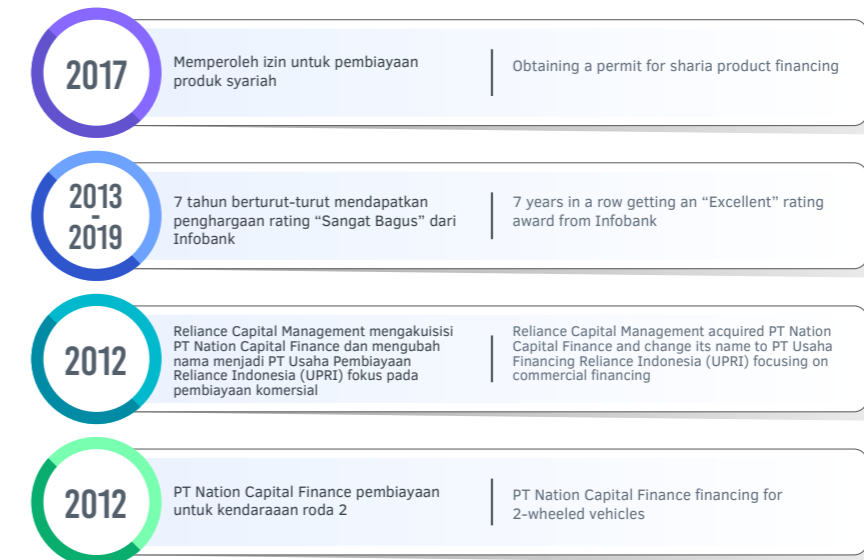 2017
Memperoleh izin untuk pembiayaan
produk syariah
Obtaining a permit for sharia product financing
2013
-
2019
7 tahun berturut-turut mendapatkan
penghargaan rating “Sangat Bagus” dari
Infobank
7 years in a row getting an “Excellent” rating
award from Infobank
2012
Reliance Capital Management mengakuisisi
PT Nation Capital Finance dan mengubah
nama menjadi PT Usaha Pembiayaan
Reliance Indonesia (UPRI) fokus pada
pembiayaan komersial
Reliance Capital Management acquired PT Nation
Capital Finance and change its name to PT Usaha
Financing Reliance Indonesia (UPRI) focusing on
commercial financing
2012
PT Nation Capital Finance pembiayaan
untuk kendaraaan roda 2
PT Nation Capital Finance financing for
2-wheeled vehicles